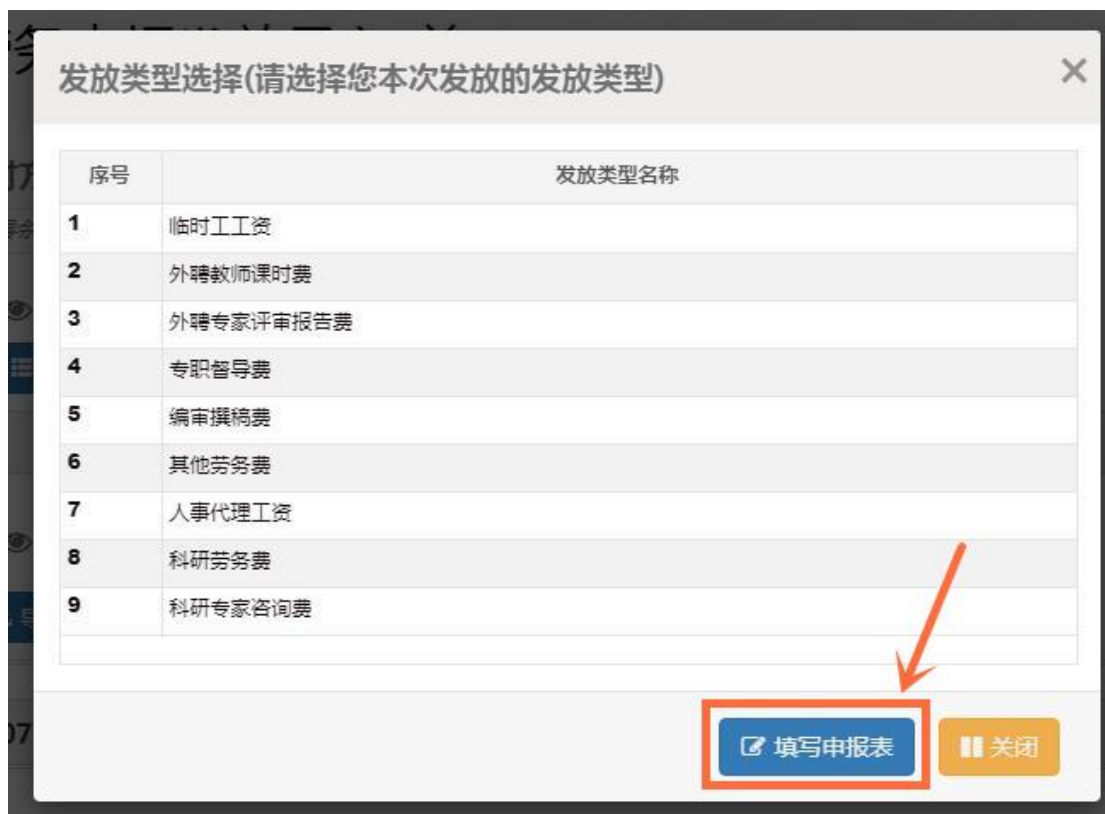 发放类型选择(请选择您本次发放的发放类型)
×
序号 发放类型名称
1 临时工工资
2 外聘教师课时费
3 外聘专家评审报告费
4 专职督导费
5 编审撰稿费
6 其他劳务费
7 人事代理工资
8 科研劳务费
9 科研专家咨询费
07
填写申报表 关闭